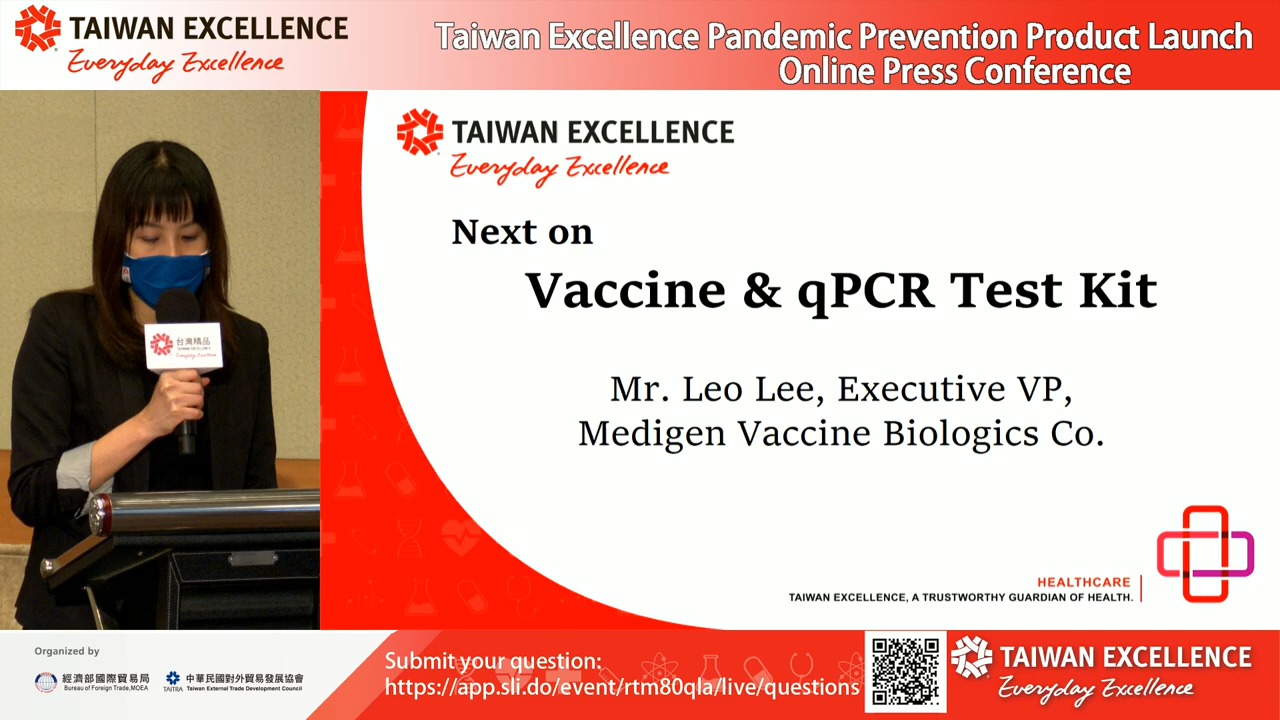 TAIWAN EXCELLENCE
Everyday Excellence
Taiwan Excellence Pandemic Prevention Product Launch
Online Press Conference
TAIWAN EXCELLENCE
Everyday Excellence
Next on
Vaccine & qPCR Test Kit
Mr. Leo Lee, Executive VP,
Medigen Vaccine Biologics Co.
台灣精品
TAIWAN EXCELLENCE
Everyday Excellence
HEALTHCARE
TAIWAN EXCELLENCE, A TRUSTWORTHY GUARDIAN OF HEALTH.
Organized by
經濟部國際貿易局
Bureau of Foreign Trade,MOEA
TAITRA
中華民國對外貿易發展協會
Taiwan External Trade Development Council
Submit your question:
https://app.sli.do/event/rtm80qla/live/questions
TAIWAN EXCELLENCE
Everyday Excellence